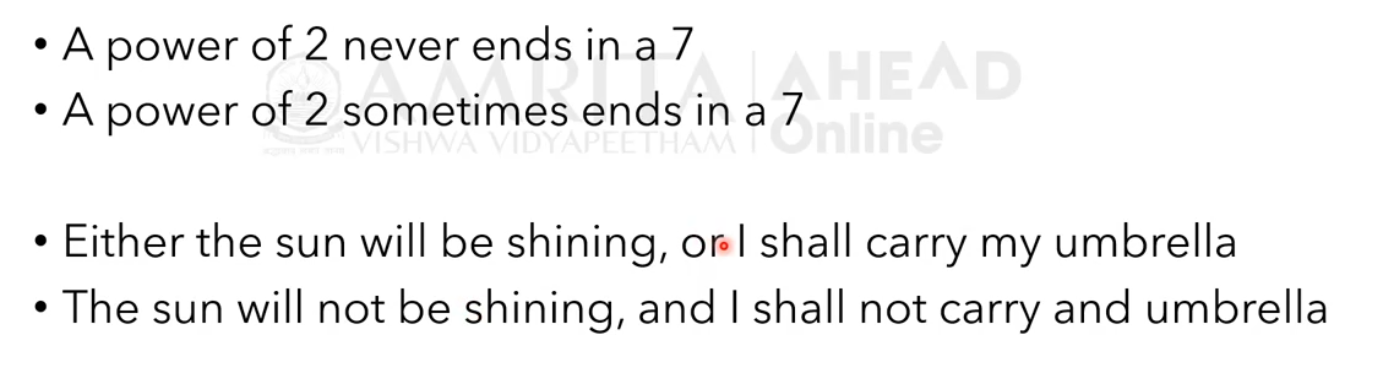 • A power of 2 never ends in a 7
• A power of 2 sometimes ends in a 7
AMRITA | AHEAD
VISHWA VIDYAPEETHAM | Online
• Either the sun will be shining, or I shall carry my umbrella
• The sun will not be shining, and I shall not carry and umbrella